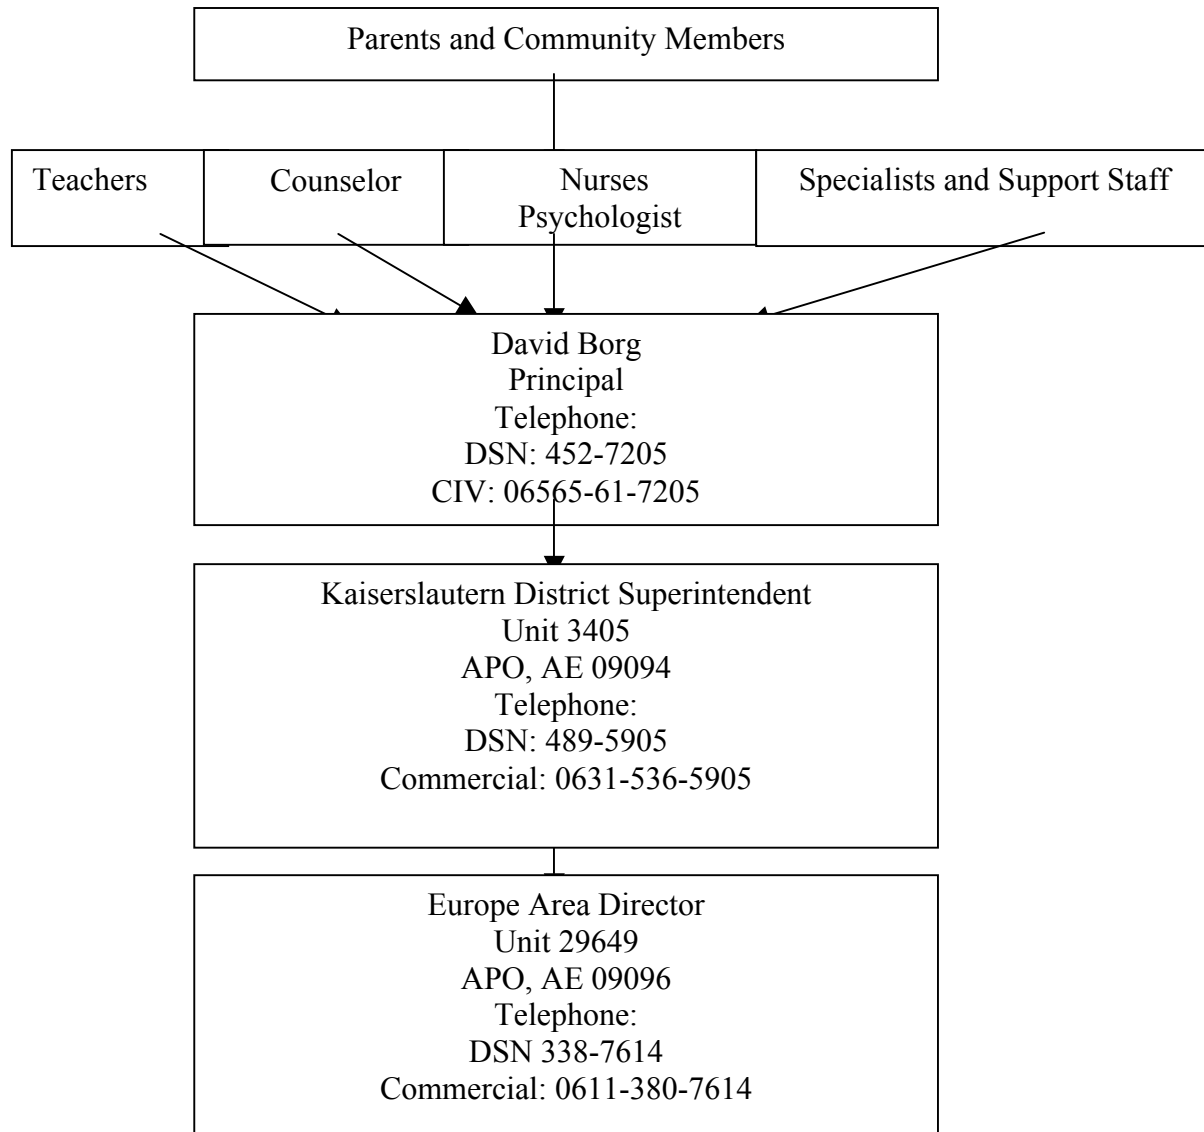 Parents and Community Members
Teachers
Counselor
Nurses
Psychologist
Specialists and Support Staff
David Borg
Principal
Telephone:
DSN: 452-7205
CIV: 06565-61-7205
Kaiserslautern District Superintendent
Unit 3405
APO, AE 09094
Telephone:
DSN: 489-5905
Commercial: 0631-536-5905
Europe Area Director
Unit 29649
APO, AE 09096
Telephone:
DSN 338-7614
Commercial: 0611-380-7614